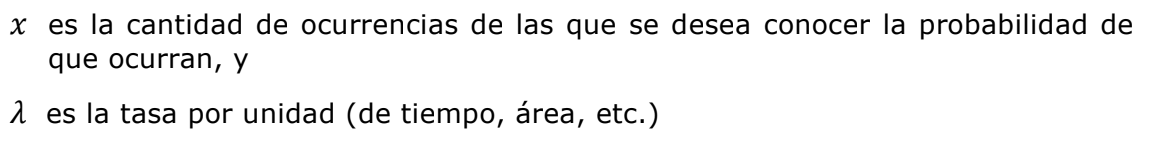 x es la cantidad de ocurrencias de las que se desea conocer la probabilidad de
que ocurran, y
λ es la tasa por unidad (de tiempo, área, etc.)